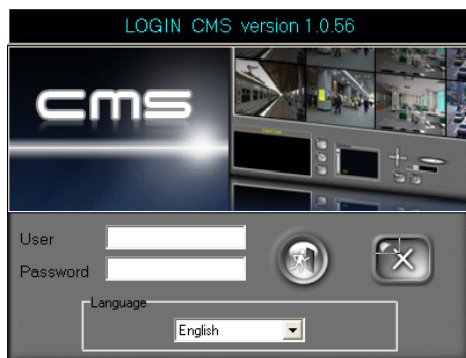 LOGIN CMS version 1.0.56
cms
User
Password
Language
English